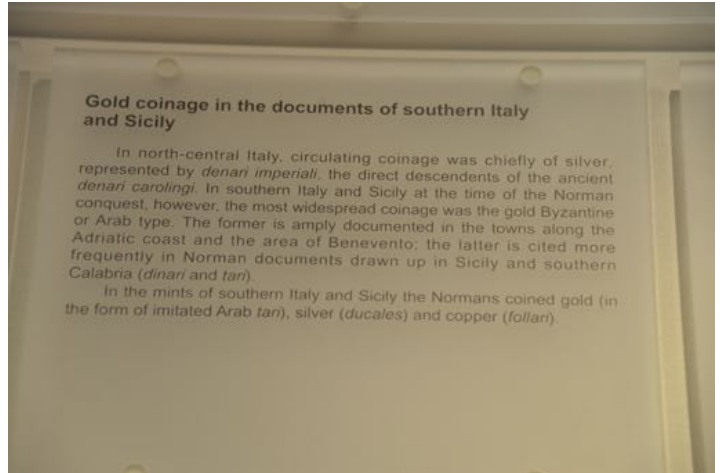 Gold coinage in the documents of southern Italy
and Sicily
In north-central Italy, circulating coinage was chiefly of silver,
represented by denari imperiali, the direct descendents of the ancient
denari carolingi. In southern Italy and Sicily at the time of the Norman
conquest, however, the most widespread coinage was the gold Byzantine
or Arab type. The former is amply documented in the towns along the
Adriatic coast and the area of Benevento; the latter is cited more
frequently in Norman documents drawn up in Sicily and southern
Calabria (dinari and tarì).
In the mints of southern Italy and Sicily the Normans coined gold (in
the form of imitated Arab tarì), silver (ducales) and copper (follari).